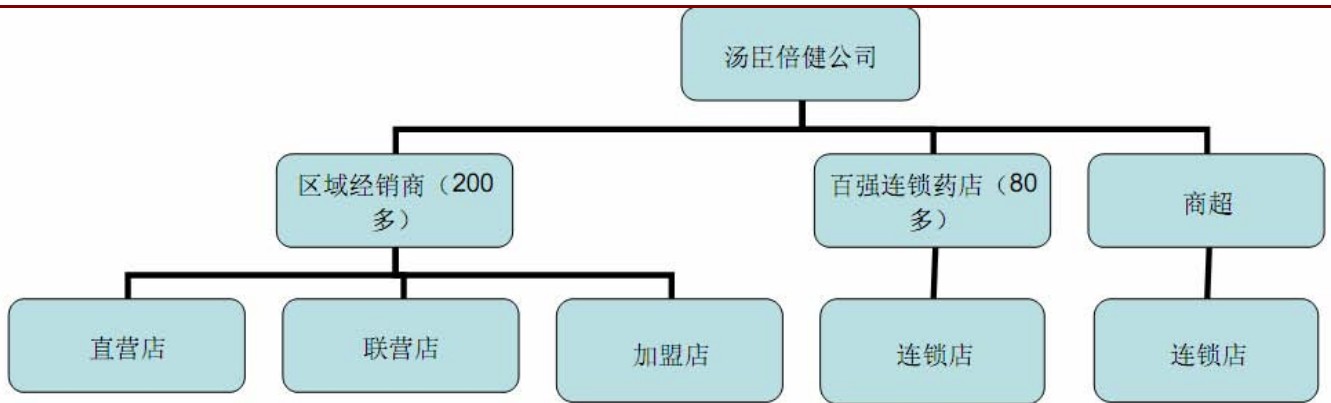 汤臣倍健公司
区域经销商（200
多）
百强连锁药店（80
多）
商超
直营店
联营店
加盟店
连锁店
连锁店